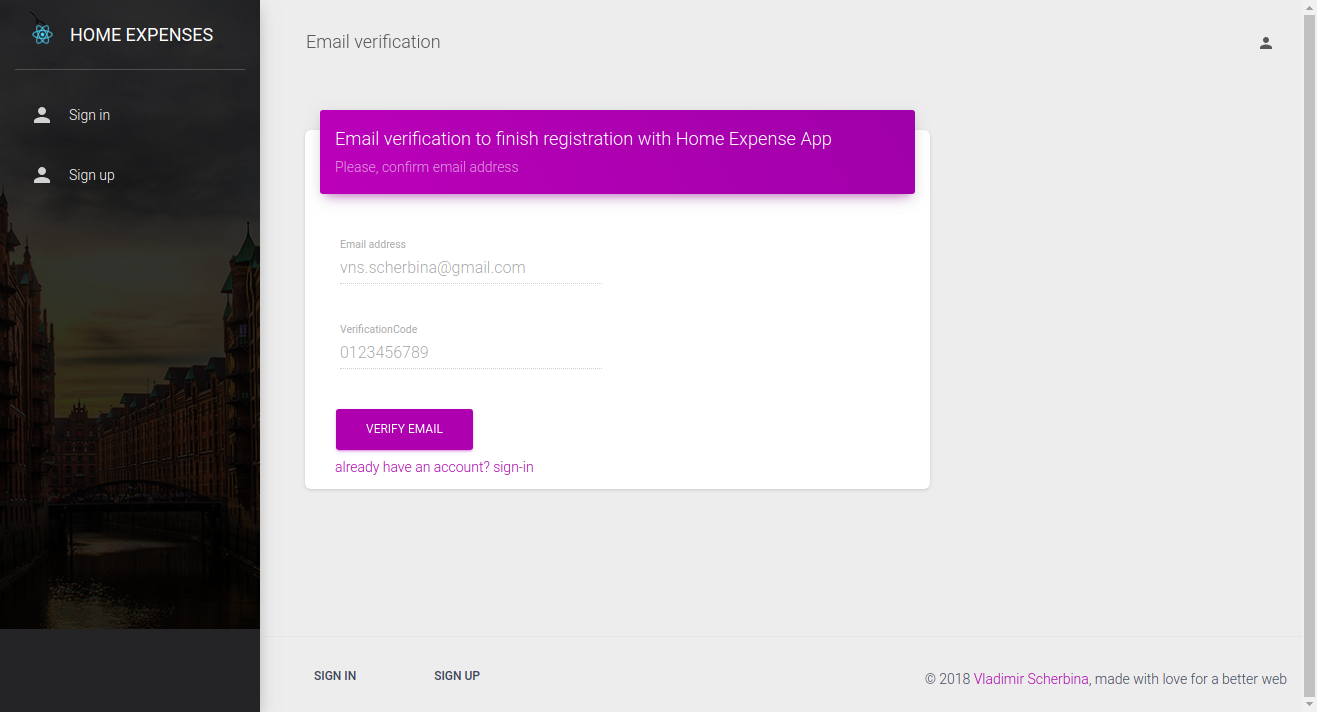 HOME EXPENSES
Sign in
Sign up
Email verification
Email verification to finish registration with Home Expense App
Please, confirm email address
Email address
vns.scherbina@gmail.com
VerificationCode
0123456789
VERIFY EMAIL
already have an account? sign-in
SIGN IN
SIGN UP
© 2018 Vladimir Scherbina, made with love for a better web